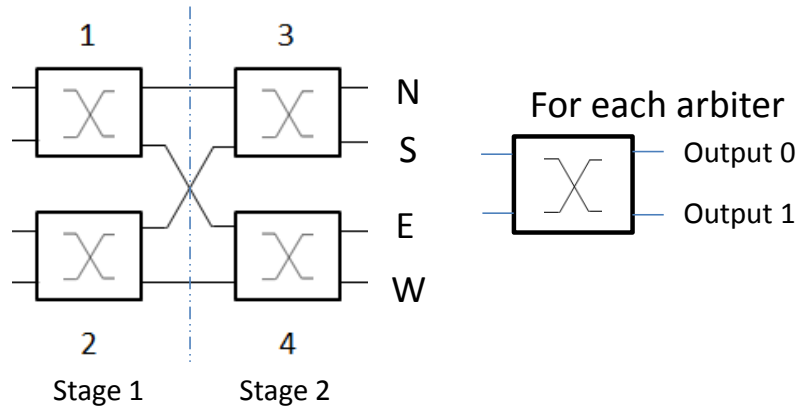 1 3
N
S
E
W
2 4
Stage 1 Stage 2
For each arbiter
Output 0
Output 1